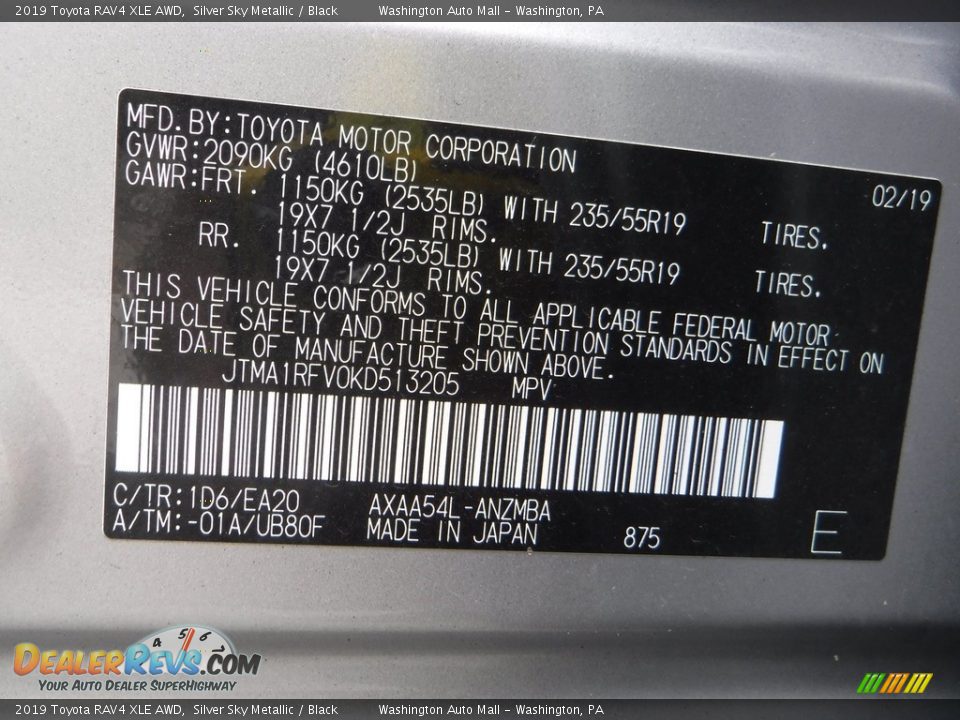 2019 Toyota RAV4 XLE AWD,  Silver Sky Metallic / Black          Washington Auto Mall - Washington, PA
MFD. BY: TOYOTA MOTOR CORPORATION 02/19
GVWR: 2090KG (4610LB)
GAWR: FRT. 1150KG (2535LB) WITH 235/55R19 TIRES.
19X7 1/2J RIMS.
RR. 1150KG (2535LB) WITH 235/55R19 TIRES.
19X7 1/2J RIMS.
THIS VEHICLE CONFORMS TO ALL APPLICABLE FEDERAL MOTOR
VEHICLE SAFETY AND THEFT PREVENTION STANDARDS IN EFFECT ON
THE DATE OF MANUFACTURE SHOWN ABOVE.
JTMA1RFV0KD513205 MPV
C/TR: 1D6/EA20 AXAA54L-ANZMBA
A/TM: -01A/UB80F MADE IN JAPAN 875 E
4 5 6
DEALERREVS.COM
YOUR AUTO DEALER SUPERHIGHWAY
2019 Toyota RAV4 XLE AWD,  Silver Sky Metallic / Black          Washington Auto Mall - Washington, PA